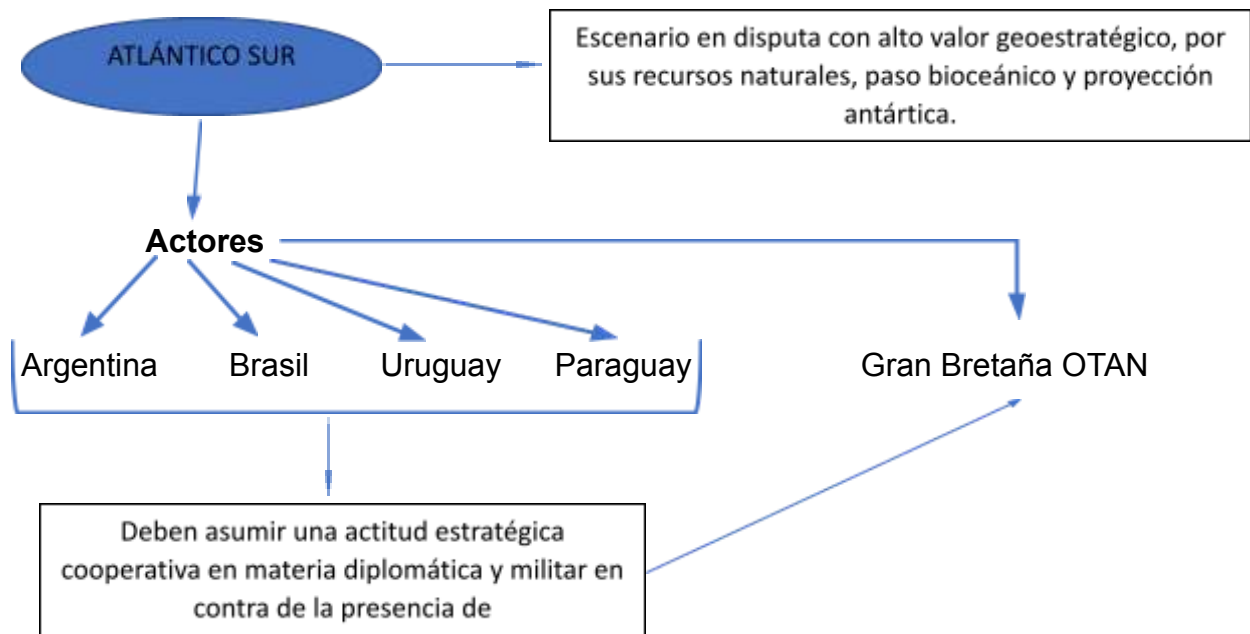 ATLÁNTICO SUR
Escenario en disputa con alto valor geoestratégico, por
sus recursos naturales, paso bioceánico y proyección
antártica.
Actores
Argentina Brasil Uruguay Paraguay Gran Bretaña OTAN
Deben asumir una actitud estratégica
cooperativa en materia diplomática y militar en
contra de la presencia de